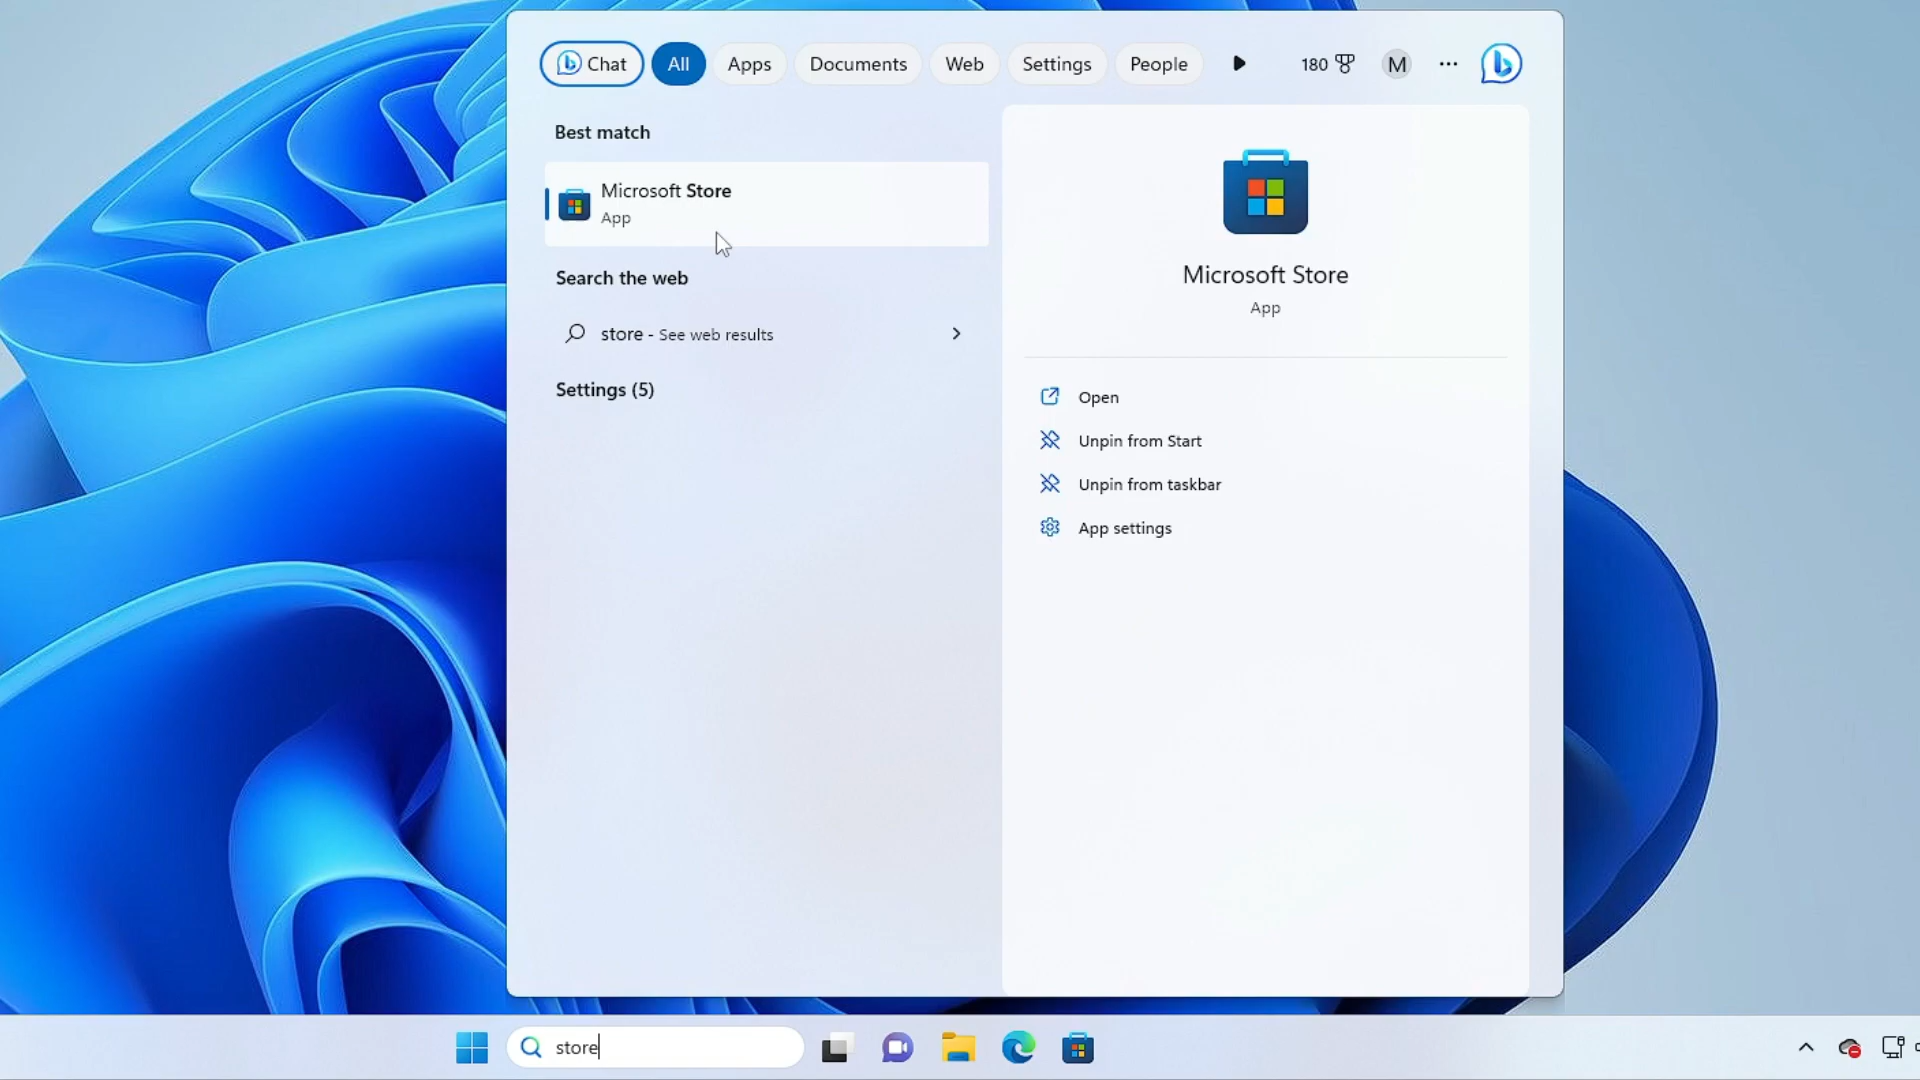 Chat All Apps Documents Web Settings People 180 M ...
Best match
Microsoft Store
App
Search the web
store - See web results
Settings (5)
Microsoft Store
App
Open
Unpin from Start
Unpin from taskbar
App settings
store